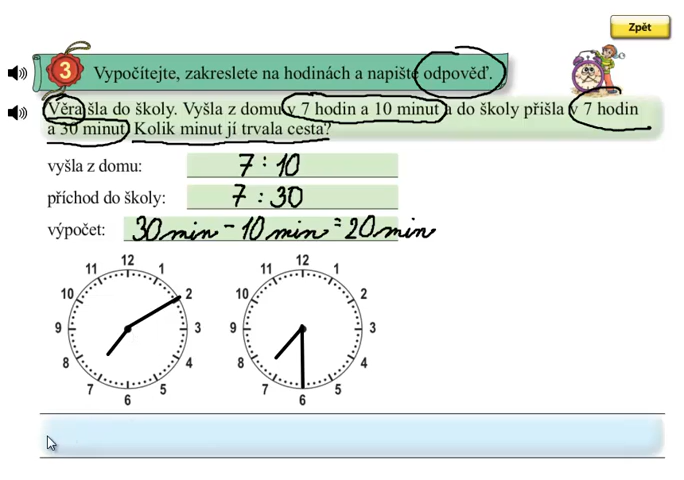 Zpět
3 Vypočítejte, zakreslete na hodinách a napište odpověď.
Věra šla do školy. Vyšla z domu v 7 hodin a 10 minut a do školy přišla v 7 hodin
a 30 minut. Kolik minut jí trvala cesta?
vyšla z domu: 7:10
příchod do školy: 7:30
výpočet: 30 min - 10 min = 20 min
12 1 2 3 4 5 6 7 8 9 10 11
12 1 2 3 4 5 6 7 8 9 10 11